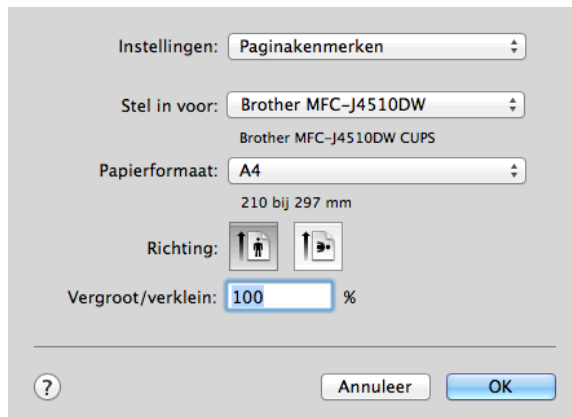 Instellingen: Paginakenmerken
Stel in voor: Brother MFC-J4510DW
Brother MFC-J4510DW CUPS
Papierformaat: A4
210 bij 297 mm
Richting:
Vergroot/verklein: 100 %
? Annuleer OK